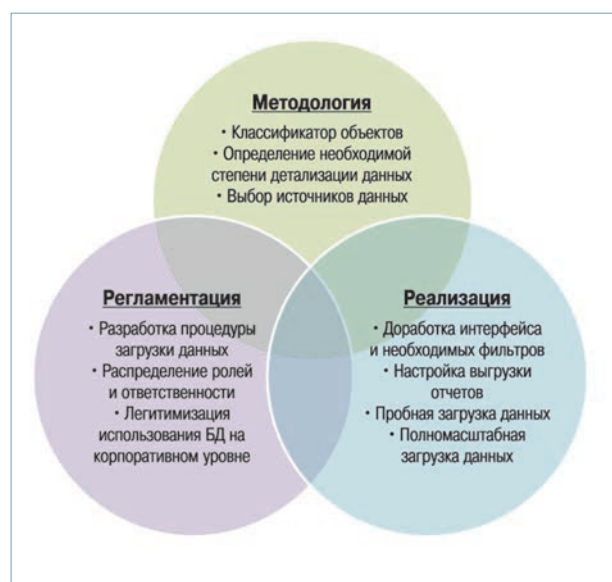 Методология
• Классификатор объектов
• Определение необходимой
степени детализации данных
• Выбор источников данных
Регламентация
• Разработка процедуры
загрузки данных
• Распределение ролей
и ответственности
• Легитимизация
использования БД на
корпоративном уровне
Реализация
• Доработка интерфейса
и необходимых фильтров
• Настройка выгрузки
отчетов
• Пробная загрузка данных
• Полномасштабная
загрузка данных